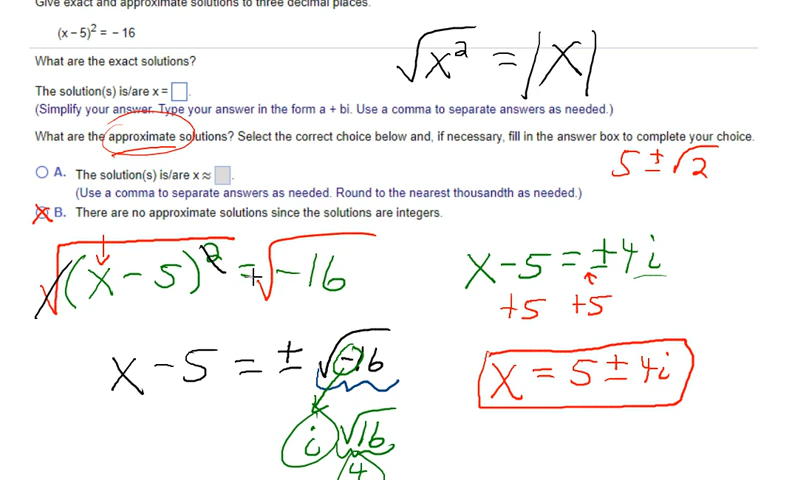 Give exact and approximate solutions to three decimal places.
(x − 5)² = − 16
√x² = |x|
What are the exact solutions?
The solution(s) is/are x =
(Simplify your answer. Type your answer in the form a + bi. Use a comma to separate answers as needed.)
What are the approximate solutions? Select the correct choice below and, if necessary, fill in the answer box to complete your choice.
5 ± √2
A. The solution(s) is/are x ≈ .
(Use a comma to separate answers as needed. Round to the nearest thousandth as needed.)
B. There are no approximate solutions since the solutions are integers.
√(x − 5)² = ±√−16
x − 5 = ±4i
+5 +5
x − 5 = ± √−16
x = 5 ± 4i
i √16
4